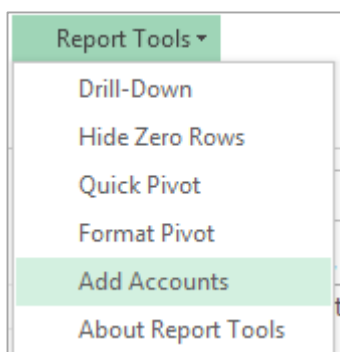 Report Tools
Drill-Down
Hide Zero Rows
Quick Pivot
Format Pivot
Add Accounts
About Report Tools